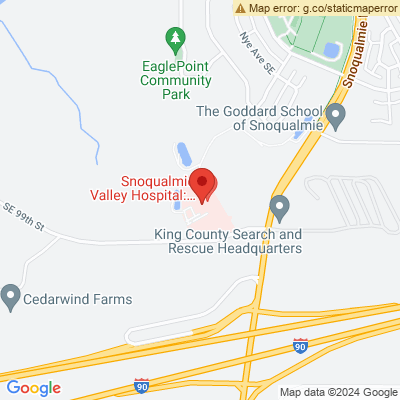 Map error: g.co/staticmaperror
Nye Ave SE
Snoqualmie
EaglePoint
Community
Park
The Goddard School
of Snoqualmie
Snoqualmie
Valley Hospital:...
SE 99th St
King County Search and
Rescue Headquarters
Cedarwind Farms
90
90
90
Google
Map data ©2024 Google